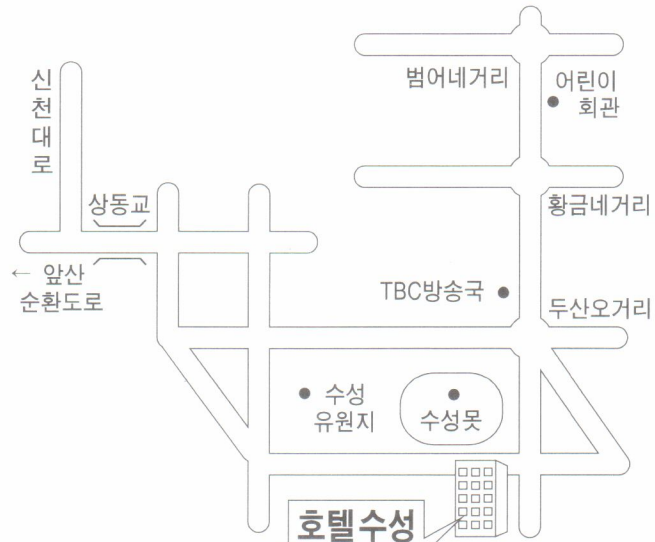 신천대로
범어네거리
어린이
회관
상동교
황금네거리
← 앞산
순환도로
TBC방송국
두산오거리
수성
유원지
수성못
호텔수성